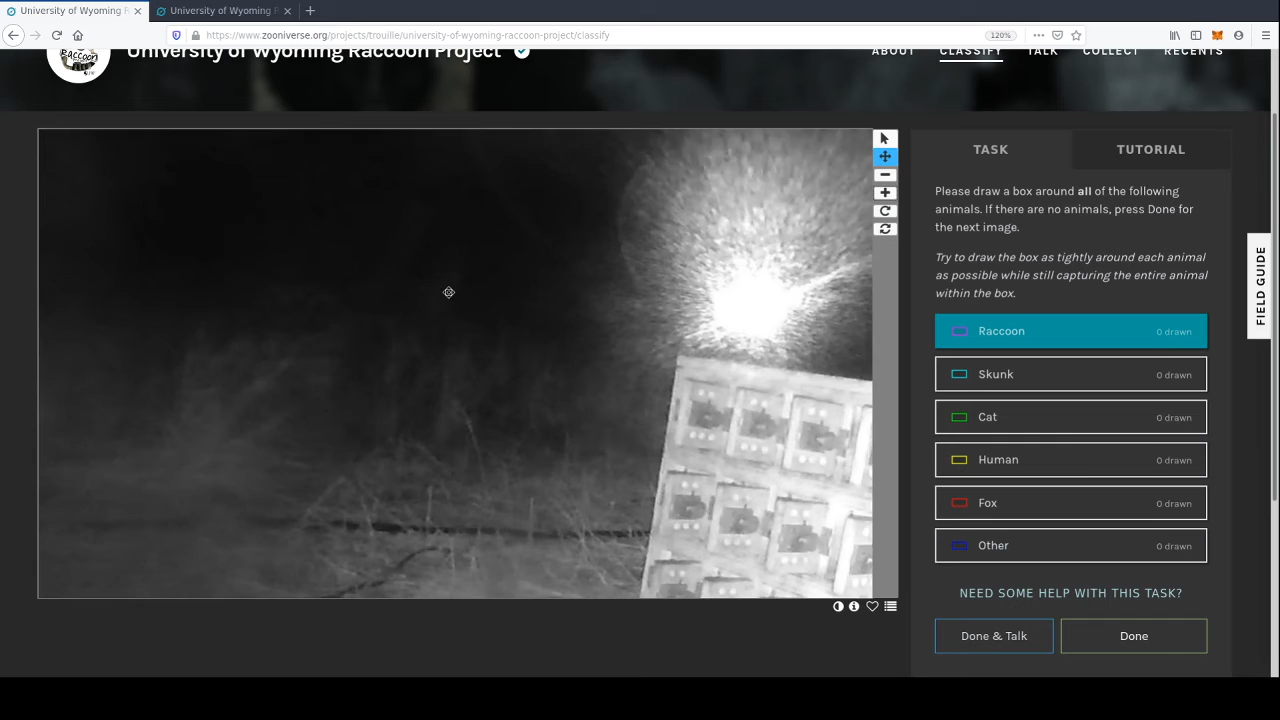 University of Wyoming R
University of Wyoming R
https://www.zooniverse.org/projects/trouille/university-of-wyoming-raccoon-project/classify
120%
Raccoon
University of Wyoming Raccoon Project
ABOUT
CLASSIFY
TALK
COLLECT
RECENTS
TASK
TUTORIAL
Please draw a box around all of the following
animals. If there are no animals, press Done for
the next image.
Try to draw the box as tightly around each animal
as possible while still capturing the entire animal
within the box.
Raccoon 0 drawn
Skunk 0 drawn
Cat 0 drawn
Human 0 drawn
Fox 0 drawn
Other 0 drawn
NEED SOME HELP WITH THIS TASK?
Done & Talk
Done
FIELD GUIDE